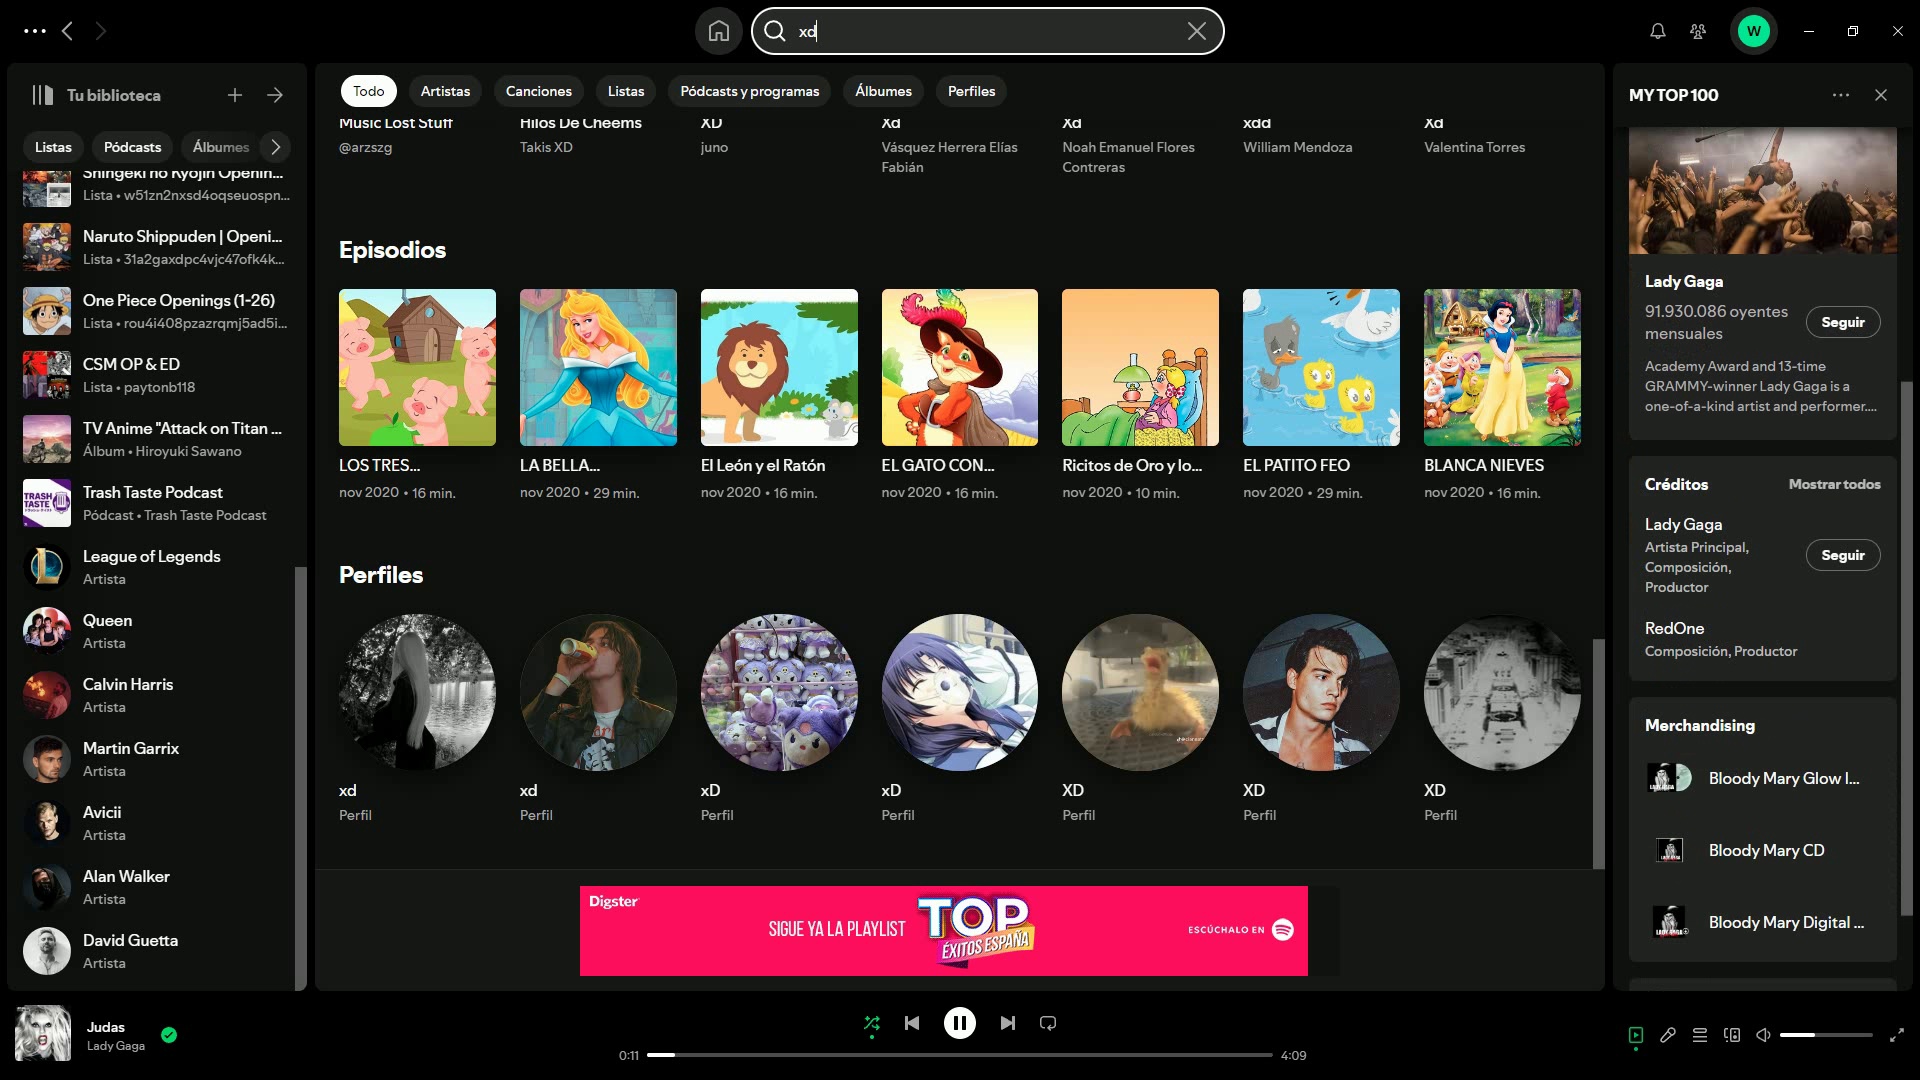 xd
W
Tu biblioteca
Listas
Pódcasts
Álbumes
Shingeki no Kyojin Openin...
Lista • w51zn2nxsd4oqseuospn...
Naruto Shippuden | Openi...
Lista • 31a2gaxdpc4vjc47ofk4k...
One Piece Openings (1-26)
Lista • rou4i408pzazrqmj5ad5i...
CSM OP & ED
Lista • paytonb118
TV Anime "Attack on Titan ...
Álbum • Hiroyuki Sawano
Trash Taste Podcast
Pódcast • Trash Taste Podcast
League of Legends
Artista
Queen
Artista
Calvin Harris
Artista
Martin Garrix
Artista
Avicii
Artista
Alan Walker
Artista
David Guetta
Artista
Todo
Artistas
Canciones
Listas
Pódcasts y programas
Álbumes
Perfiles
Music Lost Stuff
@arzszg
Hilos De Cheems
Takis XD
XD
juno
Xd
Vásquez Herrera Elías
Fabián
Xd
Noah Emanuel Flores
Contreras
xdd
William Mendoza
Xd
Valentina Torres
Episodios
LOS TRES...
nov 2020 • 16 min.
LA BELLA...
nov 2020 • 29 min.
El León y el Ratón
nov 2020 • 16 min.
EL GATO CON...
nov 2020 • 16 min.
Ricitos de Oro y lo...
nov 2020 • 10 min.
EL PATITO FEO
nov 2020 • 29 min.
BLANCA NIEVES
nov 2020 • 16 min.
Perfiles
xd
Perfil
xd
Perfil
xD
Perfil
xD
Perfil
XD
Perfil
XD
Perfil
XD
Perfil
Digster
SIGUE YA LA PLAYLIST
TOP
ÉXITOS ESPAÑA
ESCÚCHALO EN
MY TOP 100
Lady Gaga
91.930.086 oyentes
mensuales
Seguir
Academy Award and 13-time
GRAMMY-winner Lady Gaga is a
one-of-a-kind artist and performer....
Créditos
Mostrar todos
Lady Gaga
Artista Principal,
Composición,
Productor
Seguir
RedOne
Composición, Productor
Merchandising
Bloody Mary Glow I...
Bloody Mary CD
Bloody Mary Digital ...
Judas
Lady Gaga
0:11
4:09